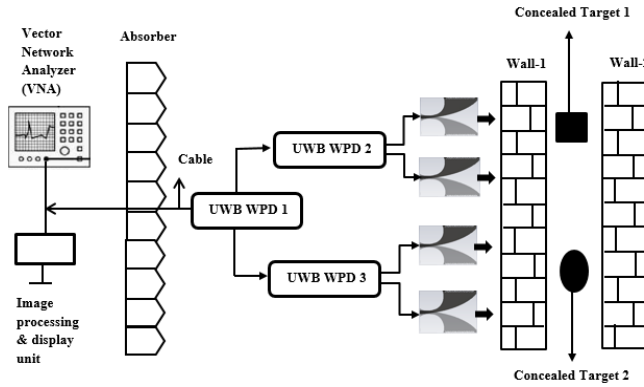 Vector
Network
Analyzer
(VNA)
Absorber
Concealed Target 1
Wall-1
Cable
UWB WPD 1
UWB WPD 2
UWB WPD 3
Image
processing
& display
unit
Concealed Target 2